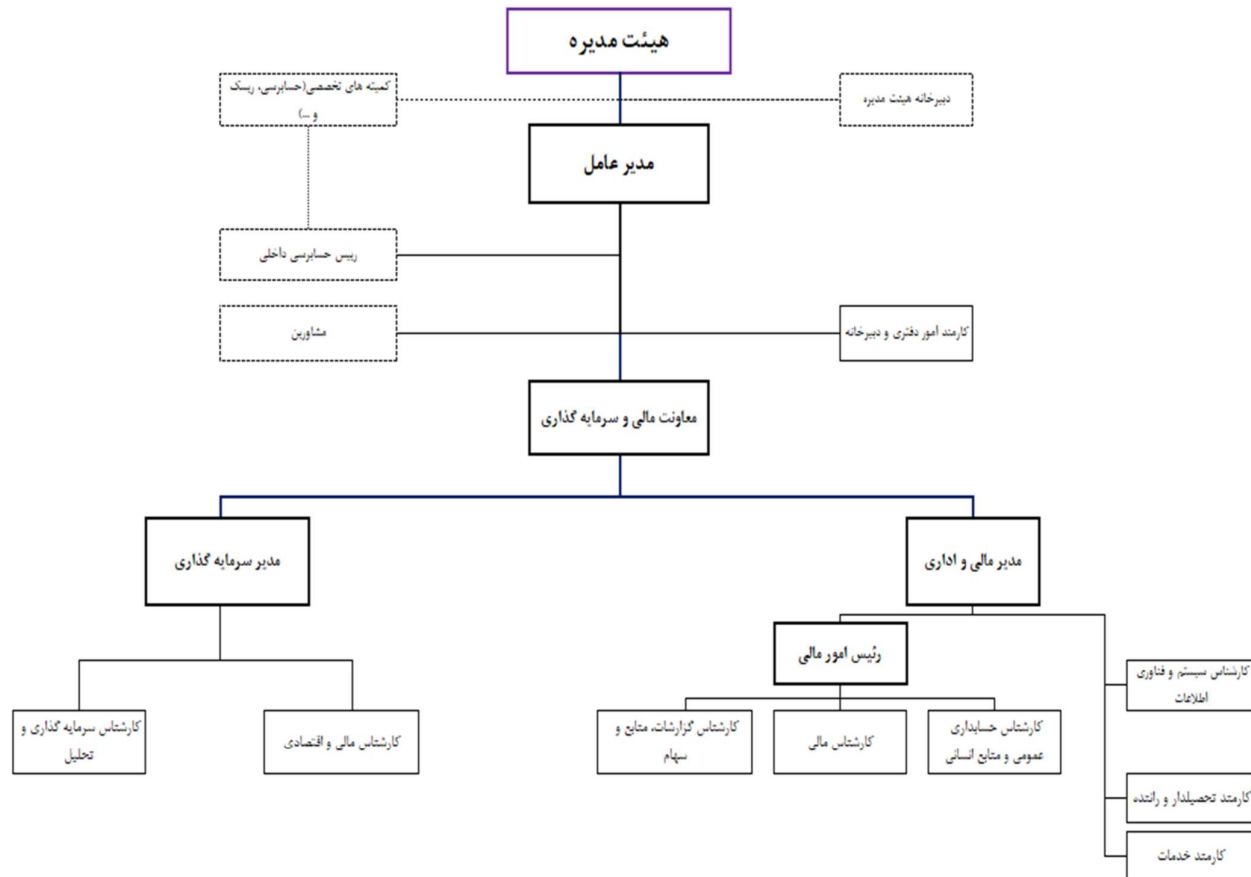 هیئت مدیره
دبیرخانه هیئت مدیره
کمیته های تخصصی(حسابرسی، ریسک
و ...)
مدیر عامل
رییس حسابرسی داخلی
کارمند امور دفتری و دبیرخانه
مشاورین
معاونت مالی و سرمایه گذاری
مدیر مالی و اداری
مدیر سرمایه گذاری
رئیس امور مالی
کارشناس سیستم و فناوری
اطلاعات
کارشناس حسابداری
عمومی و منابع انسانی
کارشناس مالی
کارشناس گزارشات، منابع و
سهام
کارشناس مالی و اقتصادی
کارشناس سرمایه گذاری و
تحلیل
کارمند تحصیلدار و راننده
کارمند خدمات